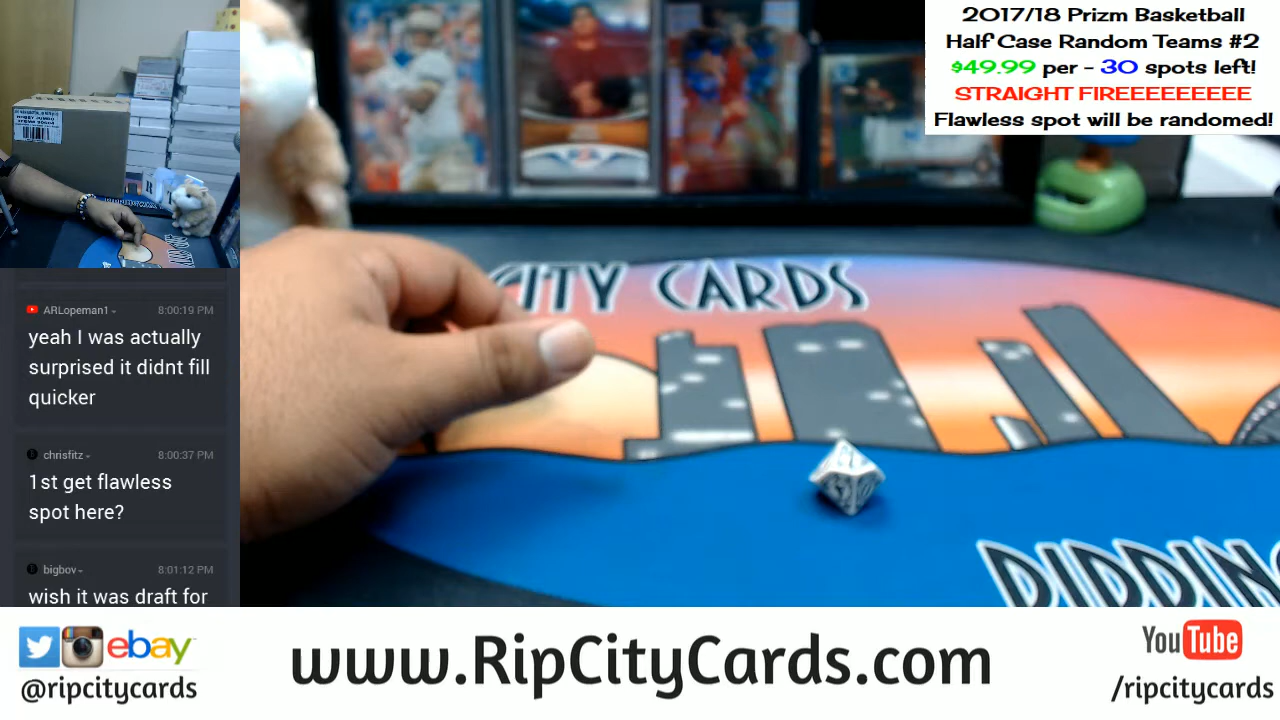 2017/18 Prizm Basketball
Half Case Random Teams #2
$49.99 per - 30 spots left!
STRAIGHT FIREEEEEEEEE
Flawless spot will be randomed!
CITY CARDS
ARLopeman1
8:00:19 PM
yeah I was actually
surprised it didnt fill
quicker
chrisfitz
8:00:37 PM
1st get flawless
spot here?
bigbov
8:01:12 PM
wish it was draft for
ebay
@ripcitycards
www.RipCityCards.com
YouTube
/ripcitycards